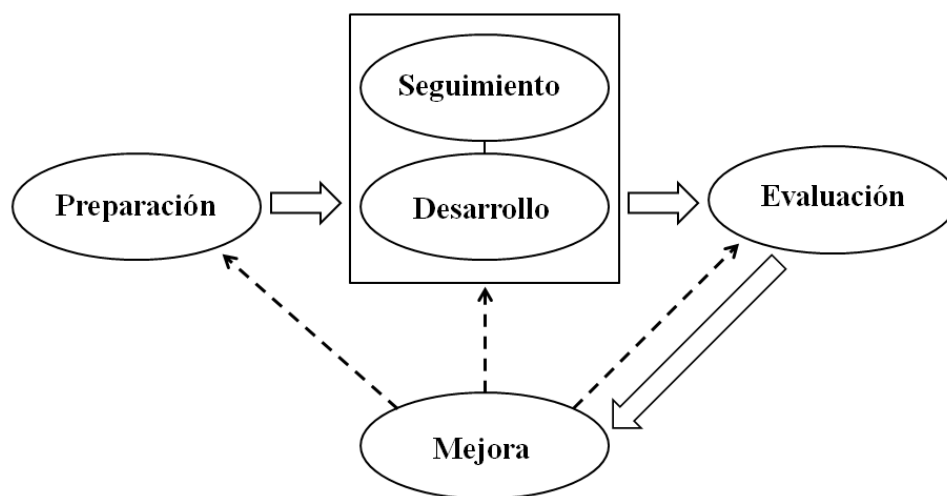 Seguimiento
Preparación
Desarrollo
Evaluación
Mejora